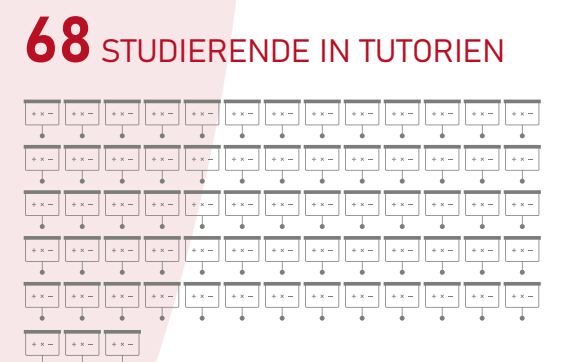 68 STUDIERENDE IN TUTORIEN
+ × − + × − + × − + × − + × − + × − + × − + × − + × − + × − + × − + × − + × −
+ × − + × − + × − + × − + × − + × − + × − + × − + × − + × − + × − + × − + × −
+ × − + × − + × − + × − + × − + × − + × − + × − + × − + × − + × − + × − + × −
+ × − + × − + × − + × − + × − + × − + × − + × − + × − + × − + × − + × − + × −
+ × − + × − + × − + × − + × − + × − + × − + × − + × − + × − + × − + × − + × −
+ × − + × − + × −